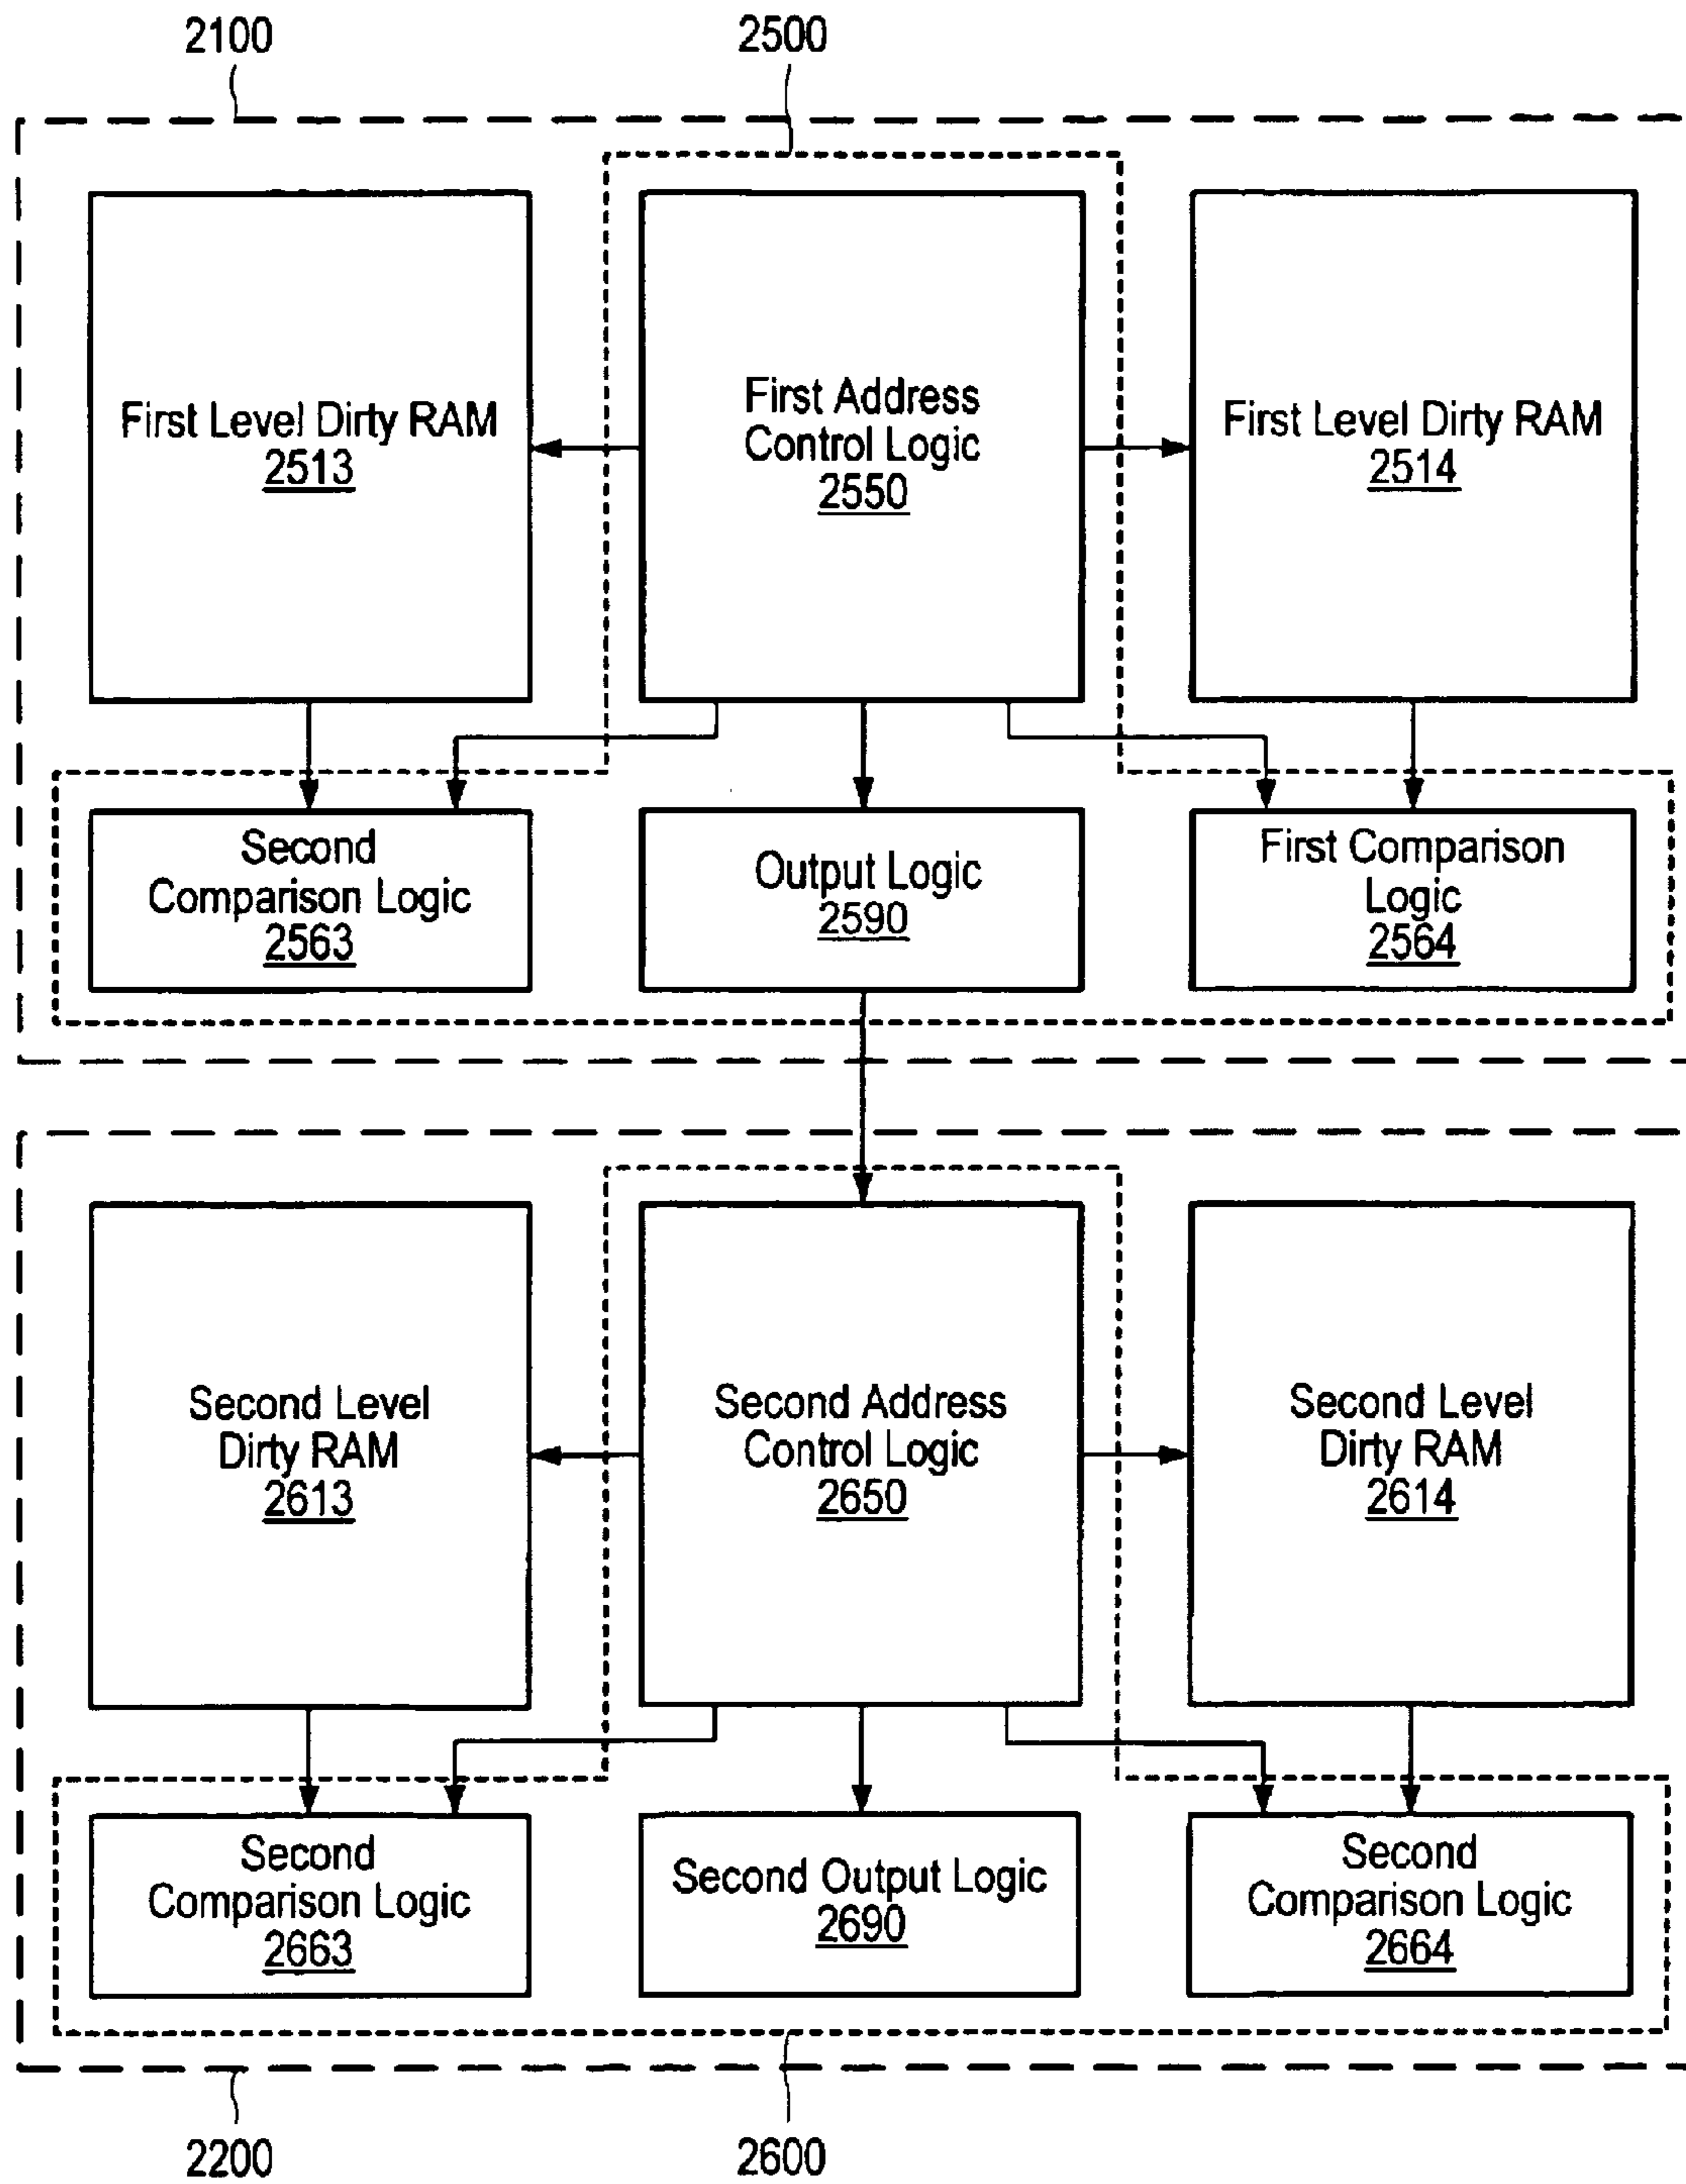 2100
2500
First Level Dirty RAM
2513
First Address
Control Logic
2550
First Level Dirty RAM
2514
Second
Comparison Logic
2563
Output Logic
2590
First Comparison
Logic
2564
Second Level
Dirty RAM
2613
Second Address
Control Logic
2650
Second Level
Dirty RAM
2614
Second
Comparison Logic
2663
Second Output Logic
2690
Second
Comparison Logic
2664
2200
2600